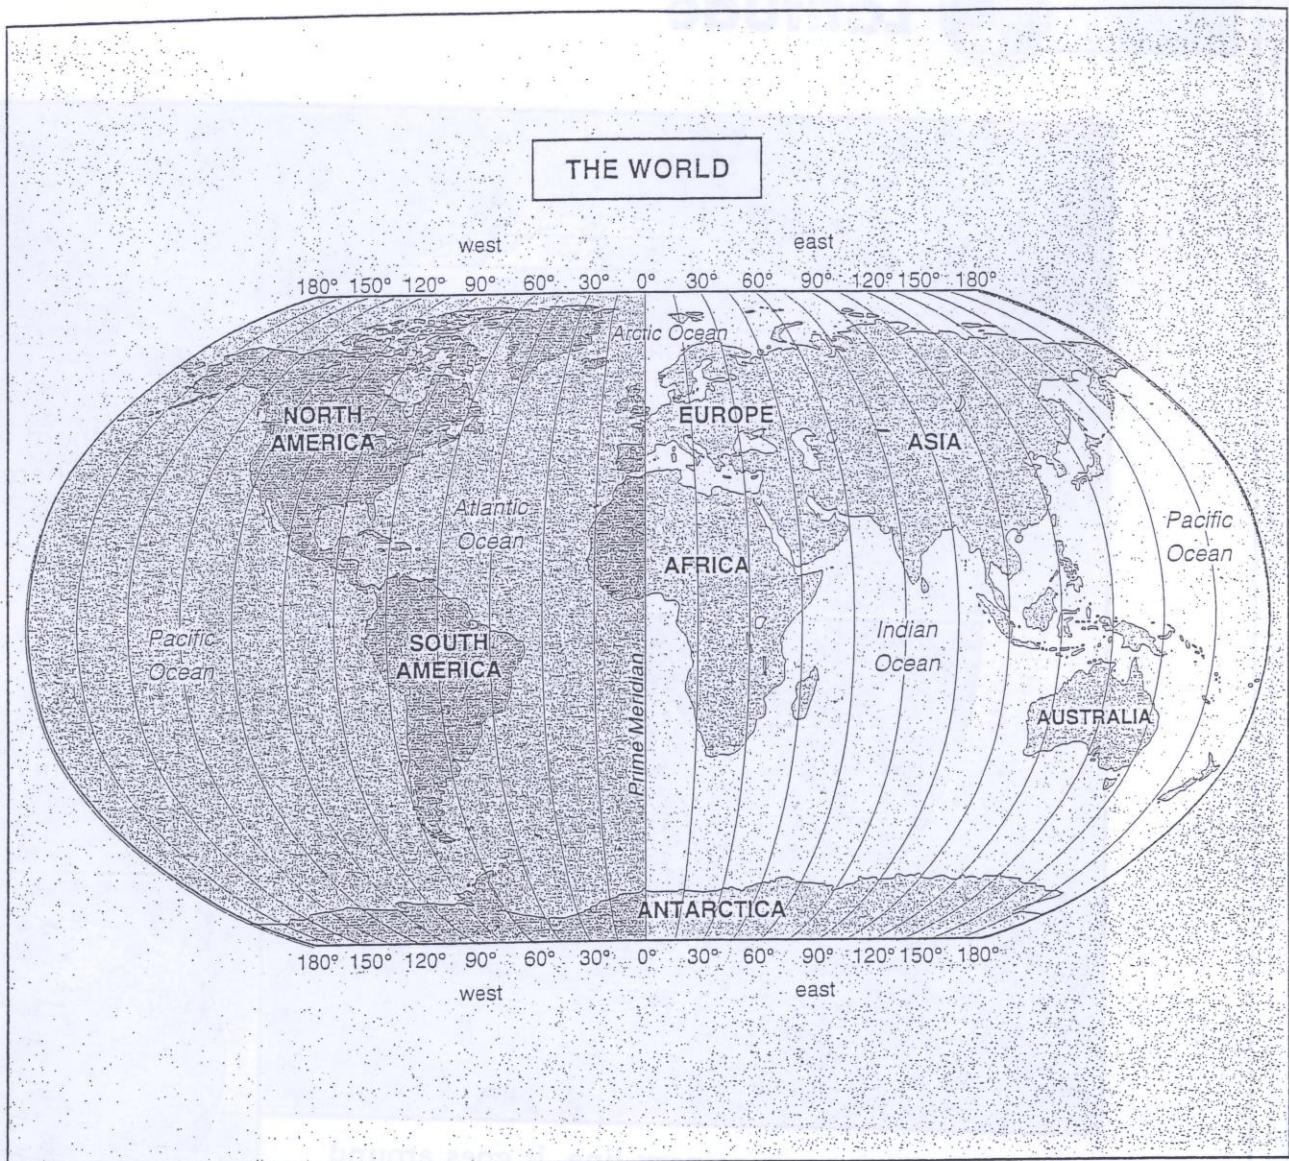 THE WORLD
west east
180° 150° 120° 90° 60° 30° 0° 30° 60° 90° 120° 150° 180°
Arctic Ocean
NORTH
AMERICA
EUROPE
ASIA
Atlantic
Ocean
Pacific
Ocean
AFRICA
Pacific
Ocean
SOUTH
AMERICA
Indian
Ocean
Prime Meridian
AUSTRALIA
ANTARCTICA
180° 150° 120° 90° 60° 30° 0° 30° 60° 90° 120° 150° 180°
west east